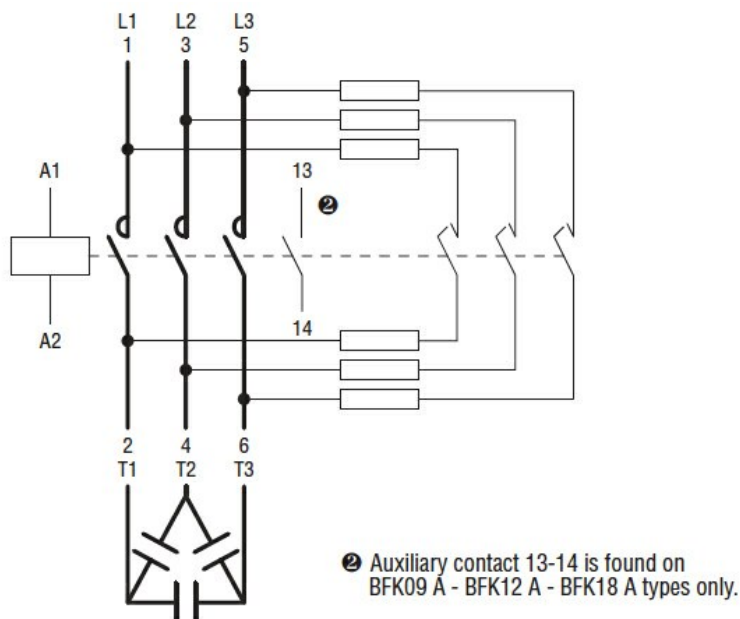 L1 L2 L3
1 3 5
A1
13
❷
14
A2
2 4 6
T1 T2 T3
❷ Auxiliary contact 13-14 is found on
BFK09 A - BFK12 A - BFK18 A types only.